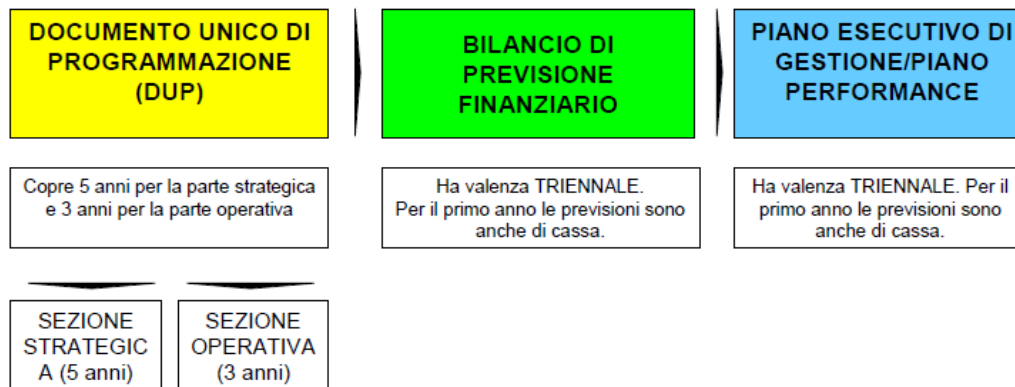 DOCUMENTO UNICO DI
PROGRAMMAZIONE
(DUP)
BILANCIO DI
PREVISIONE
FINANZIARIO
PIANO ESECUTIVO DI
GESTIONE/PIANO
PERFORMANCE
Copre 5 anni per la parte strategica
e 3 anni per la parte operativa
Ha valenza TRIENNALE.
Per il primo anno le previsioni sono
anche di cassa.
Ha valenza TRIENNALE. Per il
primo anno le previsioni sono
anche di cassa.
SEZIONE
STRATEGIC
A (5 anni)
SEZIONE
OPERATIVA
(3 anni)